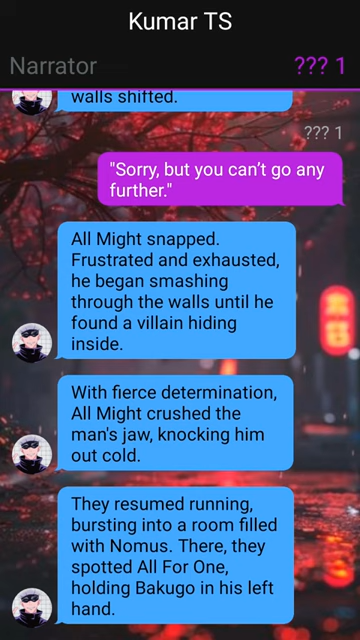 Kumar TS
Narrator
??? 1
walls shifted.
??? 1
"Sorry, but you can’t go any
further."
All Might snapped.
Frustrated and exhausted,
he began smashing
through the walls until he
found a villain hiding
inside.
With fierce determination,
All Might crushed the
man's jaw, knocking him
out cold.
They resumed running,
bursting into a room filled
with Nomus. There, they
spotted All For One,
holding Bakugo in his left
hand.